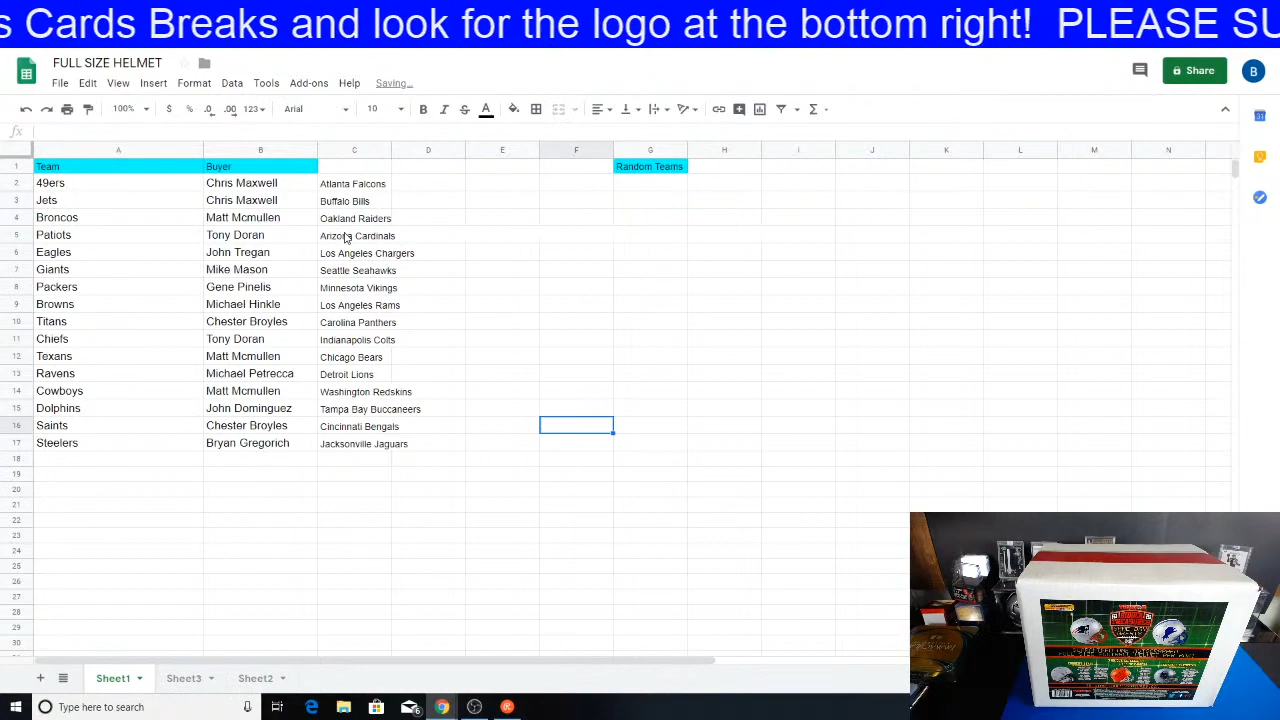 s Cards Breaks and look for the logo at the bottom right!  PLEASE SU
FULL SIZE HELMET
File Edit View Insert Format Data Tools Add-ons Help Saving...
Share
B
100% $ % .0 .00 123 Arial 10 B I S A
fx
A B C D E F G H I J K L M N
1 Team Buyer Random Teams
2 49ers Chris Maxwell Atlanta Falcons
3 Jets Chris Maxwell Buffalo Bills
4 Broncos Matt Mcmullen Oakland Raiders
5 Patiots Tony Doran Arizona Cardinals
6 Eagles John Tregan Los Angeles Chargers
7 Giants Mike Mason Seattle Seahawks
8 Packers Gene Pinelis Minnesota Vikings
9 Browns Michael Hinkle Los Angeles Rams
10 Titans Chester Broyles Carolina Panthers
11 Chiefs Tony Doran Indianapolis Colts
12 Texans Matt Mcmullen Chicago Bears
13 Ravens Michael Petrecca Detroit Lions
14 Cowboys Matt Mcmullen Washington Redskins
15 Dolphins John Dominguez Tampa Bay Buccaneers
16 Saints Chester Broyles Cincinnati Bengals
17 Steelers Bryan Gregorich Jacksonville Jaguars
18
19
20
21
22
23
24
25
26
27
28
29
30
Sheet1 Sheet3 Sheet2
Type here to search